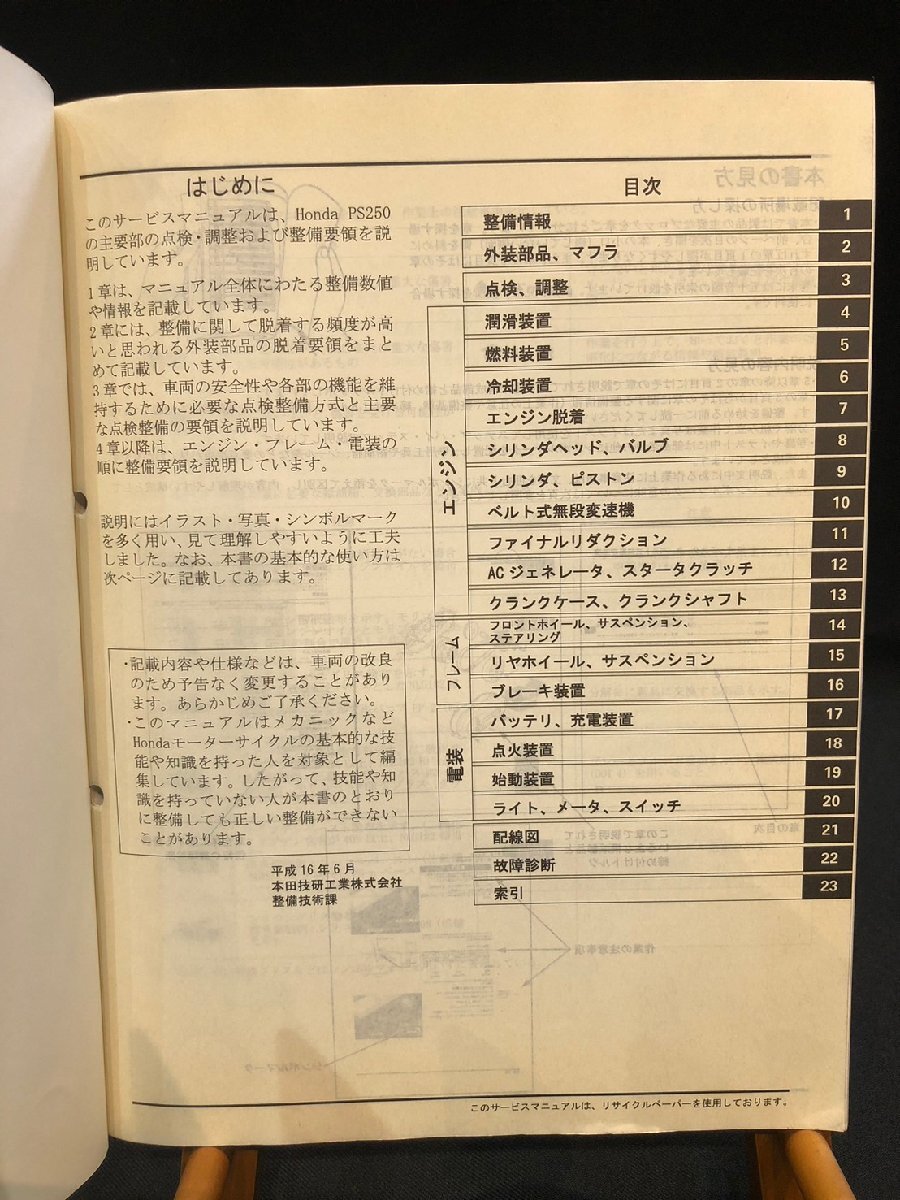 はじめに
このサービスマニュアルは、Honda PS250
の主要部の点検・調整および整備要領を説
明しています。
1章は、マニュアル全体にわたる整備数値
や情報を記載しています。
2章には、整備に関して脱着する頻度が高
いと思われる外装部品の脱着要領をまと
めて記載しています。
3章では、車両の安全性や各部の機能を維
持するために必要な点検整備方式と主要
な点検整備の要領を説明しています。
4章以降は、エンジン・フレーム・電装の
順に整備要領を説明しています。
説明にはイラスト・写真・シンボルマーク
を多く用い、見て理解しやすいように工夫
しました。なお、本書の基本的な使い方は
次ページに記載してあります。
・記載内容や仕様などは、車両の改良
のため予告なく変更することがあり
ます。あらかじめご了承ください。
・このマニュアルはメカニックなど
Hondaモーターサイクルの基本的な技
能や知識を持った人を対象として編
集しています。したがって、技能や知
識を持っていない人が本書のとおり
に整備しても正しい整備ができない
ことがあります。
平成16年6月
本田技研工業株式会社
整備技術課
目次
整備情報 1
外装部品、マフラ 2
点検、調整 3
エンジン
潤滑装置 4
燃料装置 5
冷却装置 6
エンジン脱着 7
シリンダヘッド、バルブ 8
シリンダ、ピストン 9
ベルト式無段変速機 10
ファイナルリダクション 11
ACジェネレータ、スタータクラッチ 12
クランクケース、クランクシャフト 13
フレーム
フロントホイール、サスペンション、
ステアリング 14
リヤホイール、サスペンション 15
ブレーキ装置 16
電装
バッテリ、充電装置 17
点火装置 18
始動装置 19
ライト、メータ、スイッチ 20
配線図 21
故障診断 22
索引 23
このサービスマニュアルは、リサイクルペーパーを使用しております。